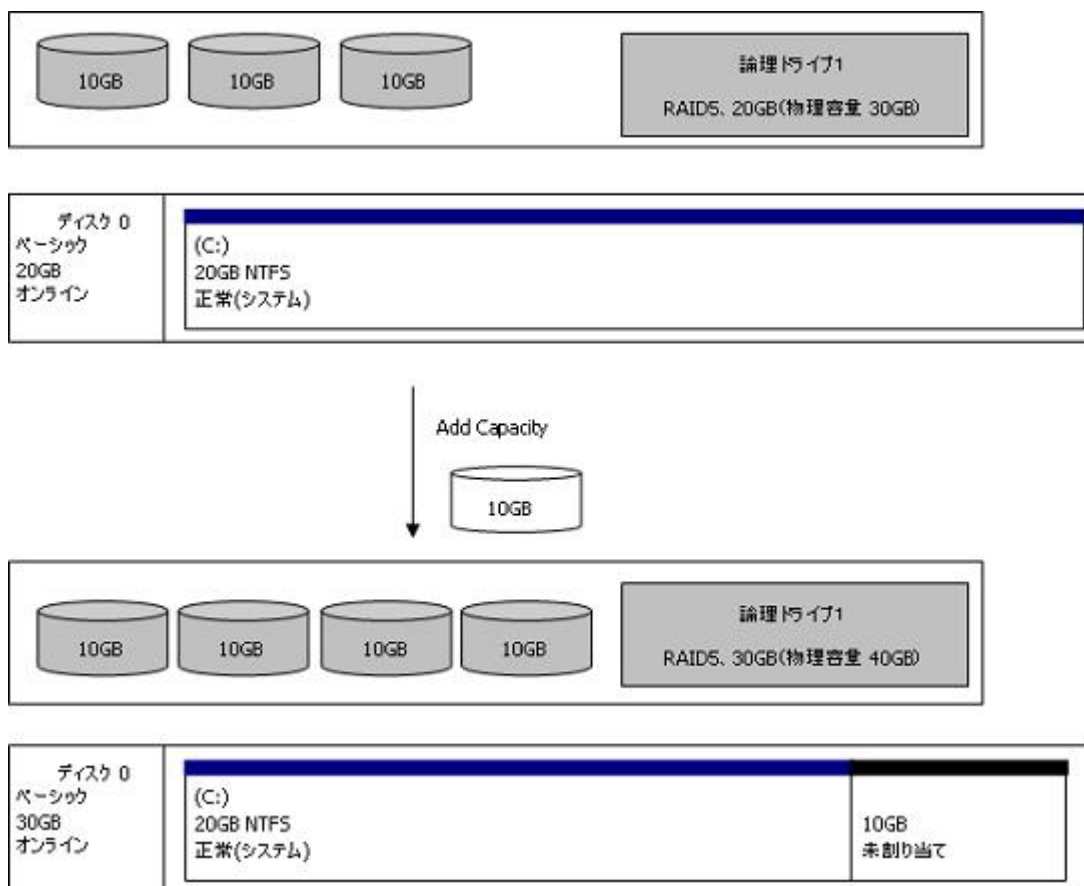 10GB
10GB
10GB
論理ドライブ1
RAID5、20GB(物理容量 30GB)
ディスク 0
ベーシック
20GB
オンライン
(C:)
20GB NTFS
正常(システム)
Add Capacity
10GB
10GB
10GB
10GB
10GB
論理ドライブ1
RAID5、30GB(物理容量 40GB)
ディスク 0
ベーシック
30GB
オンライン
(C:)
20GB NTFS
正常(システム)
10GB
未割り当て